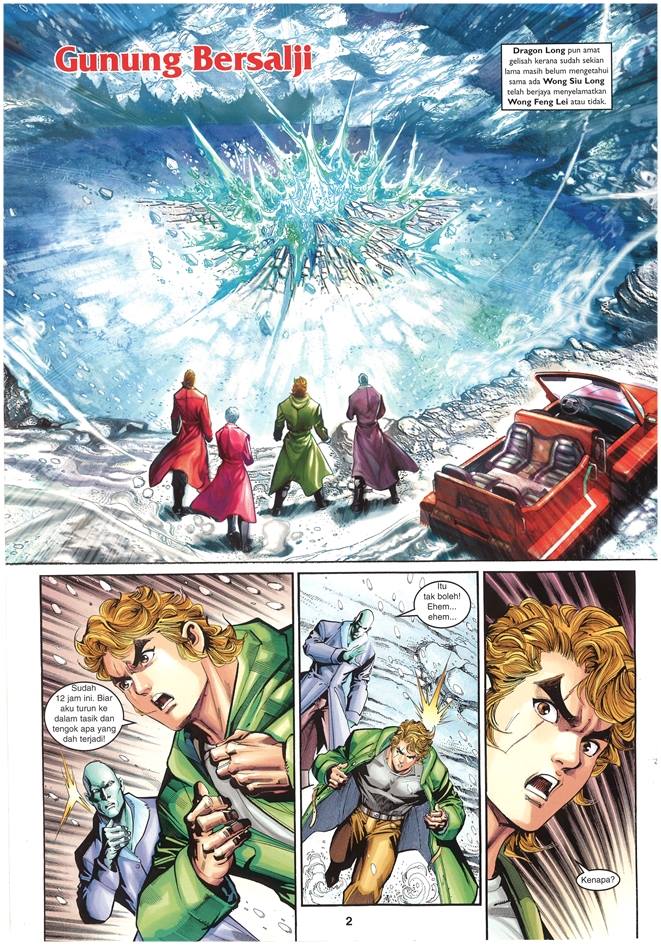 Gunung Bersalji
Dragon Long pun amat
gelisah kerana sudah sekian
lama masih belum mengetahui
sama ada Wong Siu Long
telah berjaya menyelamatkan
Wong Feng Lei atau tidak.
Sudah
12 jam ini. Biar
aku turun ke
dalam tasik dan
tengok apa yang
dah terjadi!
Itu
tak boleh!
Ehem...
ehem...
Kenapa?
2